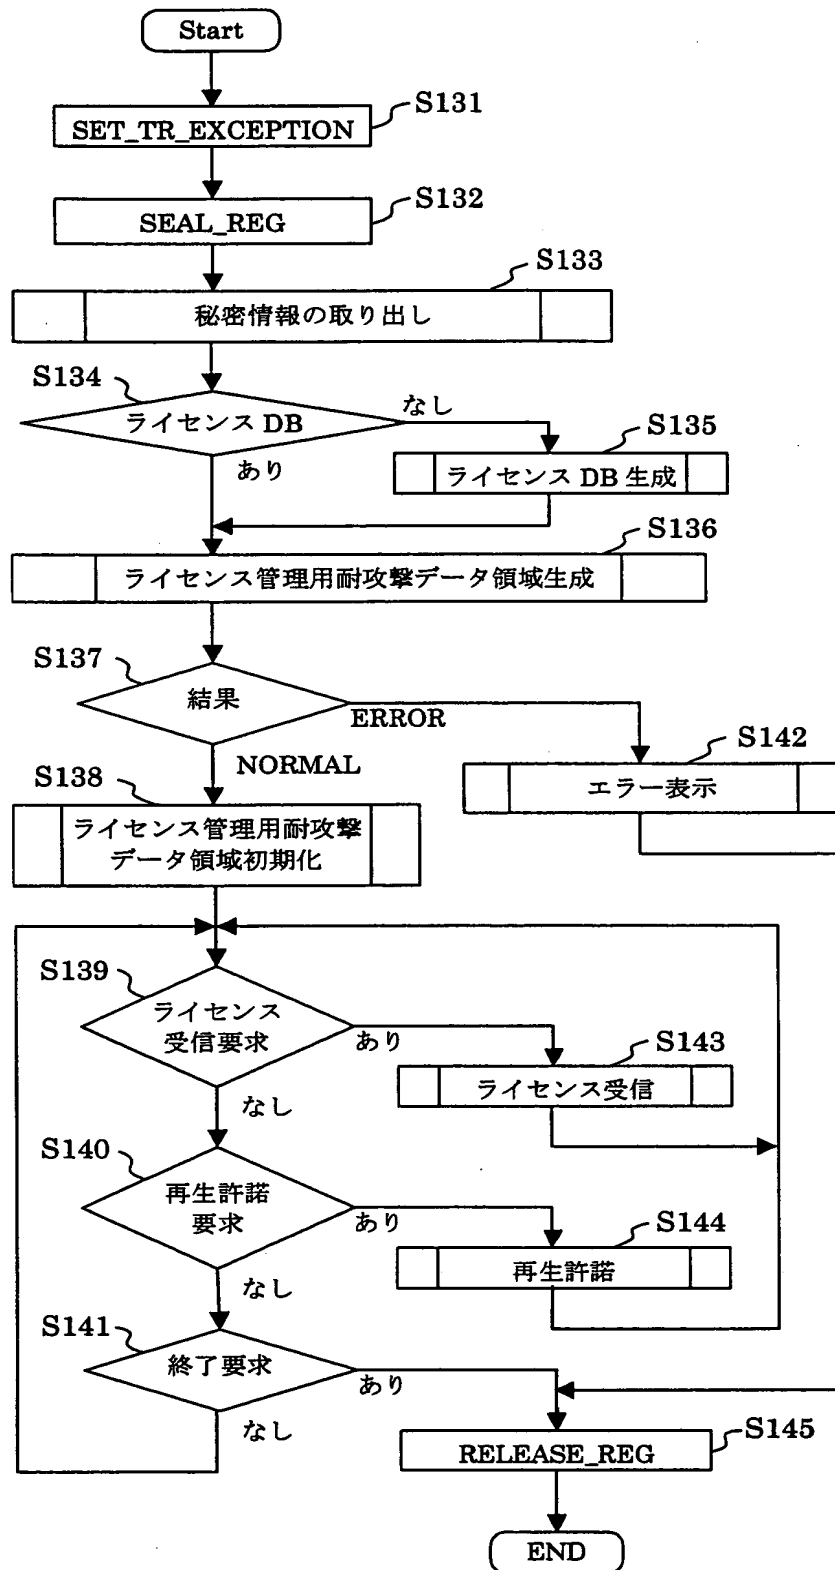 Start
S131
SET_TR_EXCEPTION
S132
SEAL_REG
S133
秘密情報の取り出し
S134
ライセンス DB
なし
あり
S135
ライセンス DB 生成
S136
ライセンス管理用耐攻撃データ領域生成
S137
結果
ERROR
NORMAL
S142
エラー表示
S138
ライセンス管理用耐攻撃
データ領域初期化
S139
ライセンス
受信要求
あり
なし
S143
ライセンス受信
S140
再生許諾
要求
あり
なし
S144
再生許諾
S141
終了要求
あり
なし
S145
RELEASE_REG
END